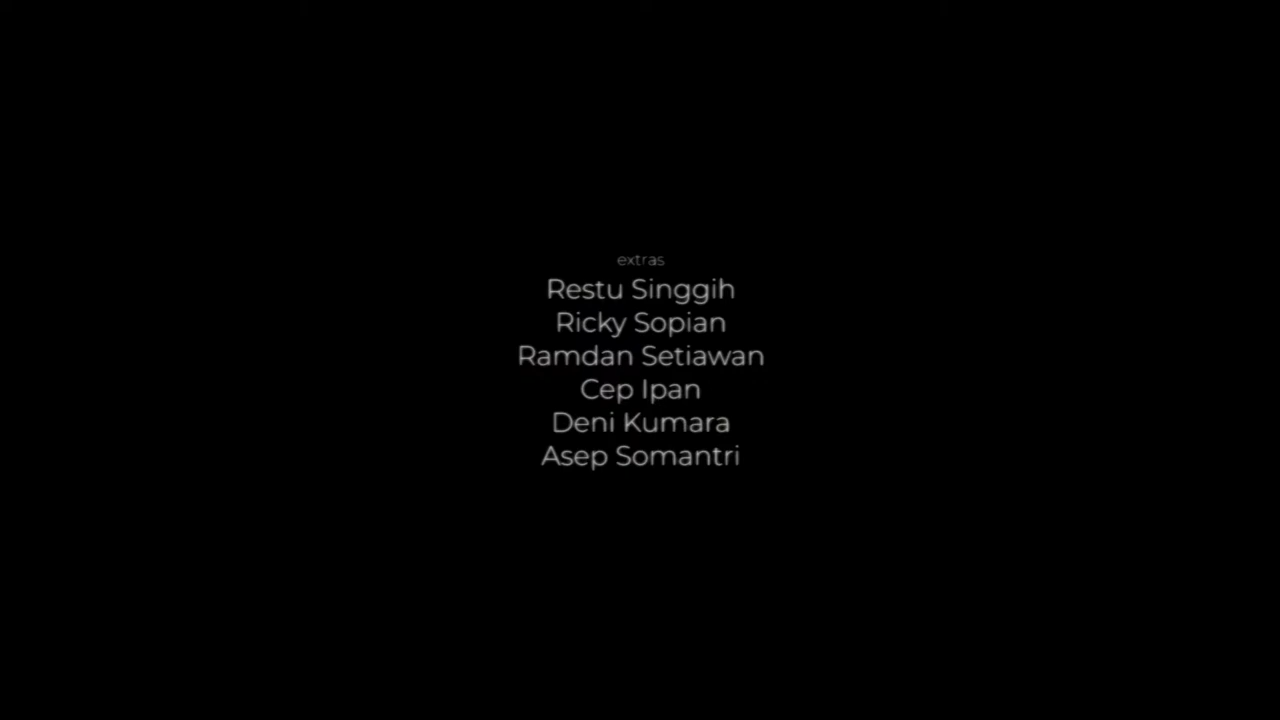 extras
Restu Singgih
Ricky Sopian
Ramdan Setiawan
Cep Ipan
Deni Kumara
Asep Somantri